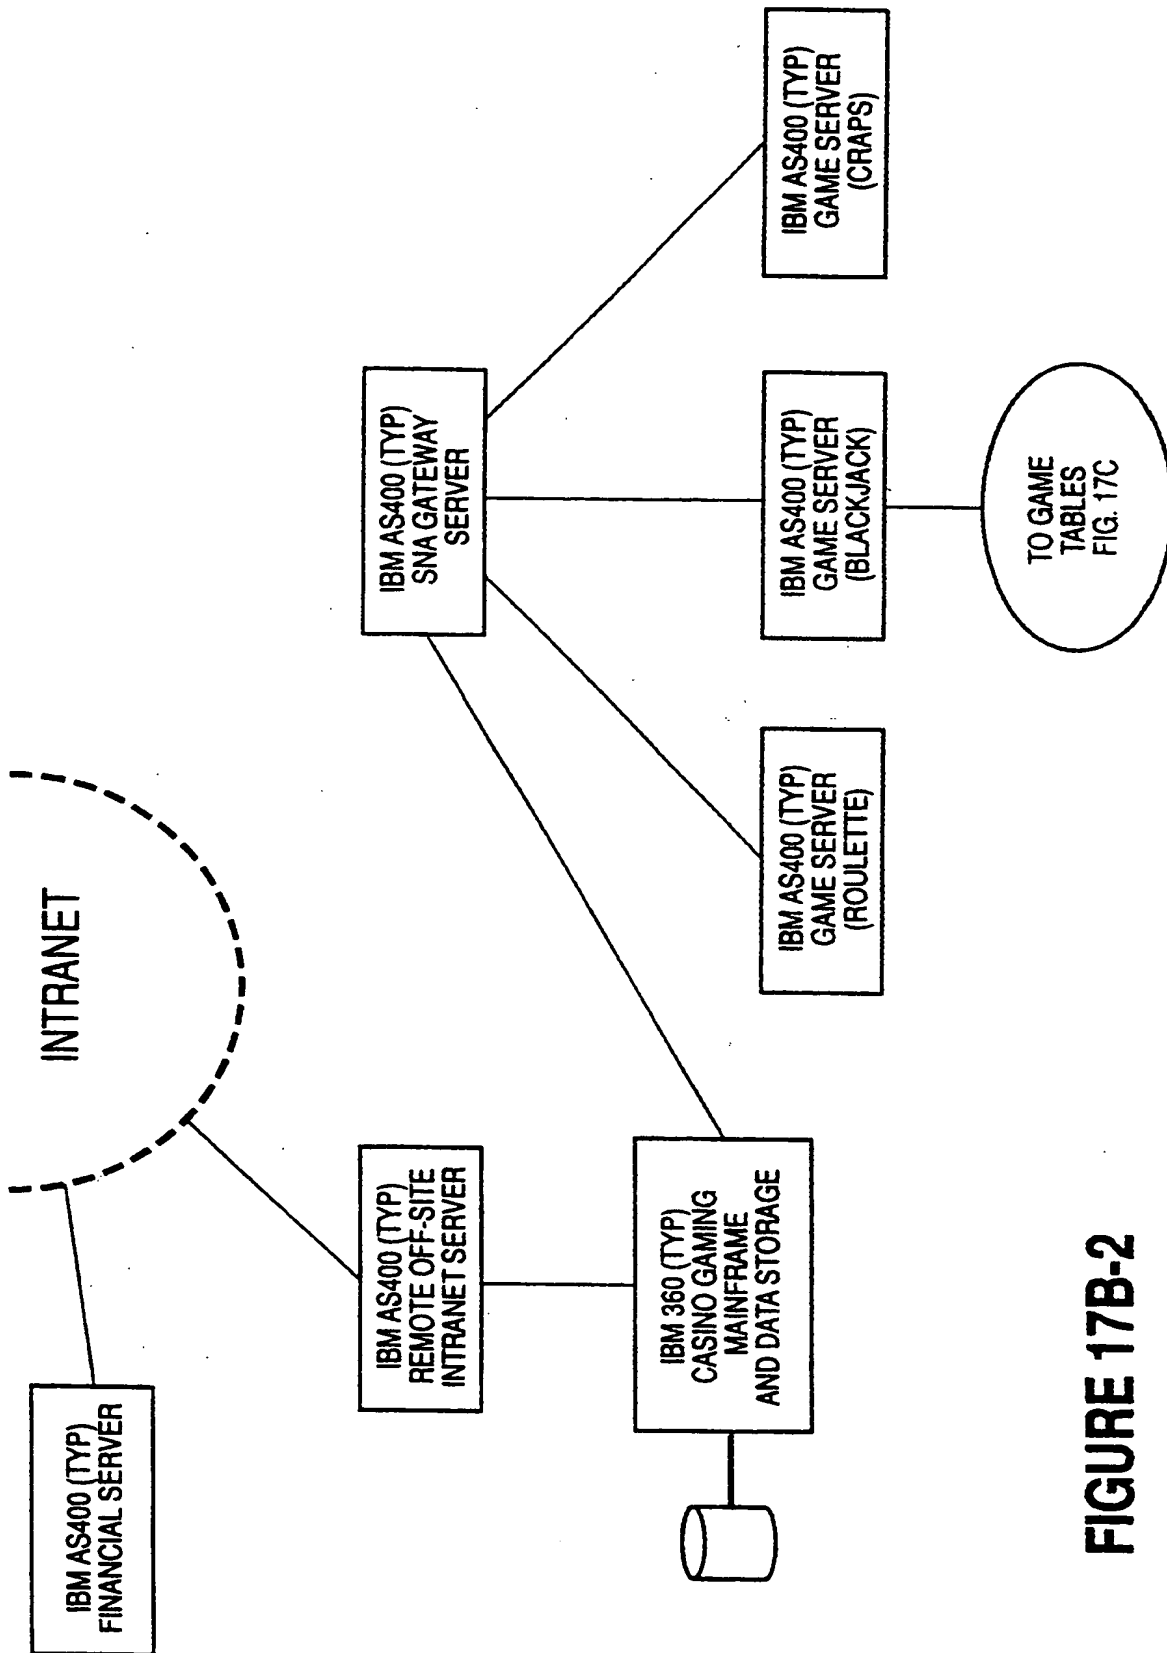 INTRANET
IBM AS400 (TYP)
FINANCIAL SERVER
IBM AS400 (TYP)
REMOTE OFF-SITE
INTRANET SERVER
IBM AS400 (TYP)
SNA GATEWAY
SERVER
IBM 360 (TYP)
CASINO GAMING
MAINFRAME
AND DATA STORAGE
IBM AS400 (TYP)
GAME SERVER
(ROULETTE)
IBM AS400 (TYP)
GAME SERVER
(BLACKJACK)
IBM AS400 (TYP)
GAME SERVER
(CRAPS)
TO GAME
TABLES
FIG. 17C
FIGURE 17B-2